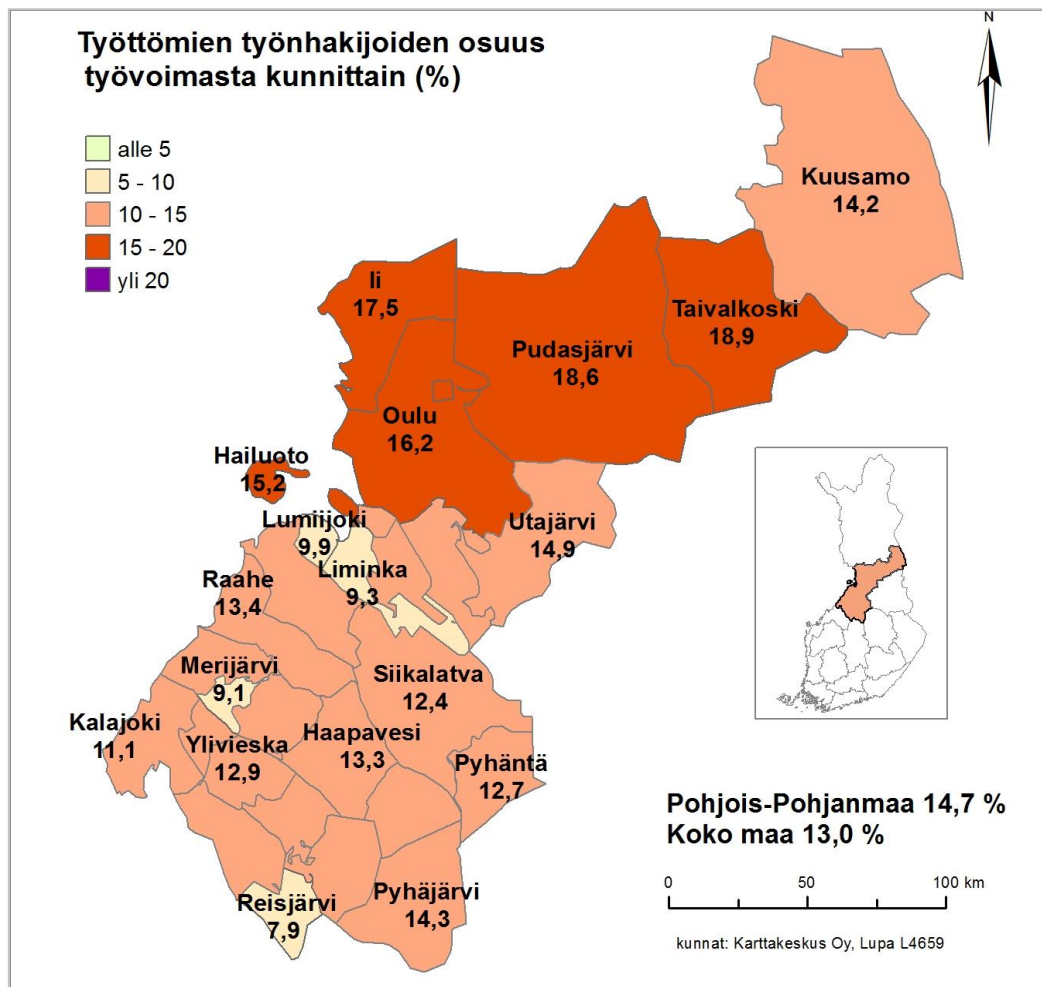 Työttömien työnhakijoiden osuus
työvoimasta kunnittain (%)
N
alle 5
5 - 10
10 - 15
15 - 20
yli 20
Kuusamo
14,2
Ii
17,5
Taivalkoski
18,9
Pudasjärvi
18,6
Oulu
16,2
Hailuoto
15,2
Utajärvi
14,9
Lumijoki
9,9
Liminka
9,3
Raahe
13,4
Merijärvi
9,1
Siikalatva
12,4
Kalajoki
11,1
Ylivieska
12,9
Haapavesi
13,3
Pyhäntä
12,7
Reisjärvi
7,9
Pyhäjärvi
14,3
Pohjois-Pohjanmaa 14,7 %
Koko maa 13,0 %
0 50 100 km
kunnat: Karttakeskus Oy, Lupa L4659